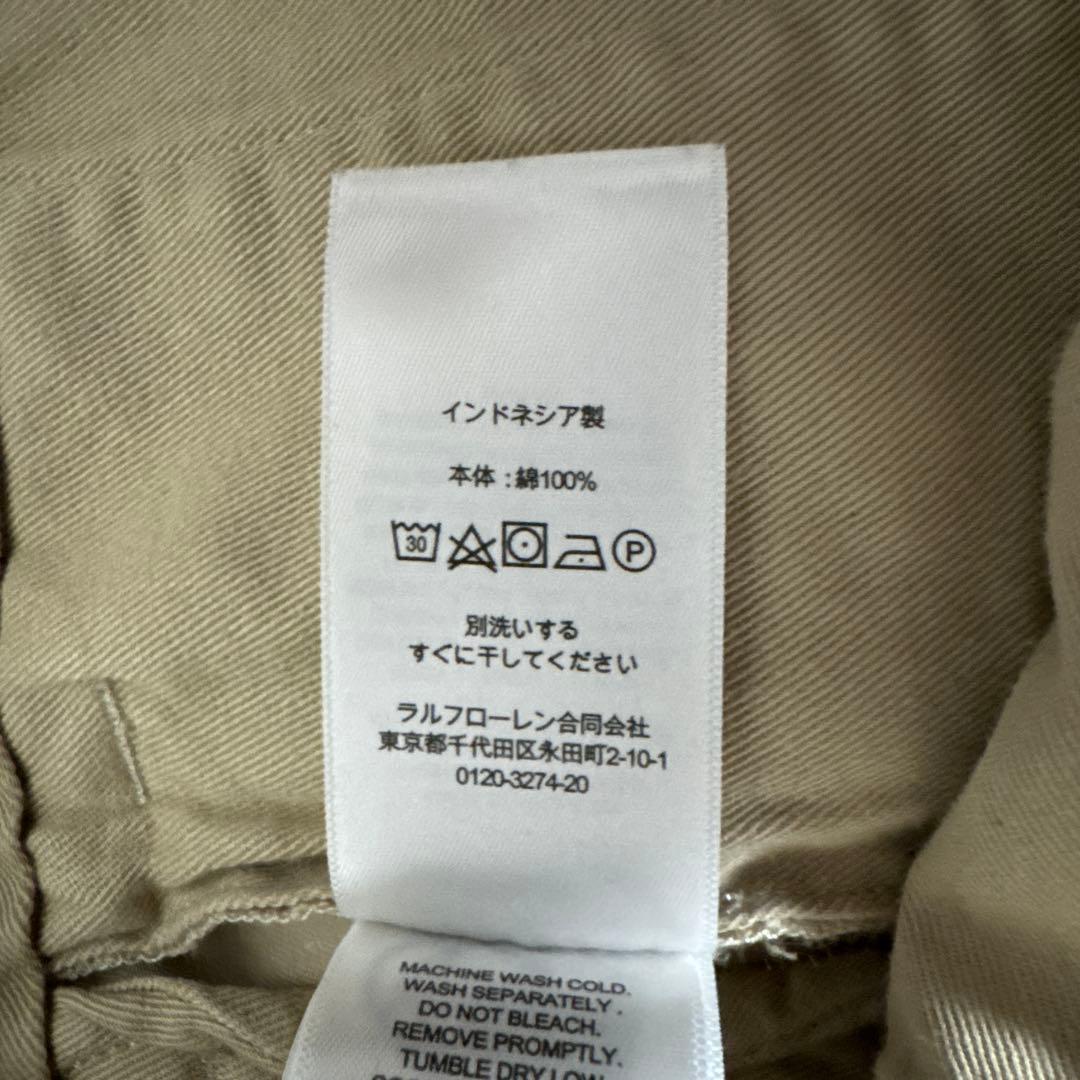 インドネシア製
本体 : 綿100%
30 P
別洗いする
すぐに干してください
ラルフローレン合同会社
東京都千代田区永田町2-10-1
0120-3274-20
MACHINE WASH COLD.
WASH SEPARATELY .
DO NOT BLEACH.
REMOVE PROMPTLY.
TUMBLE DRY LOW.